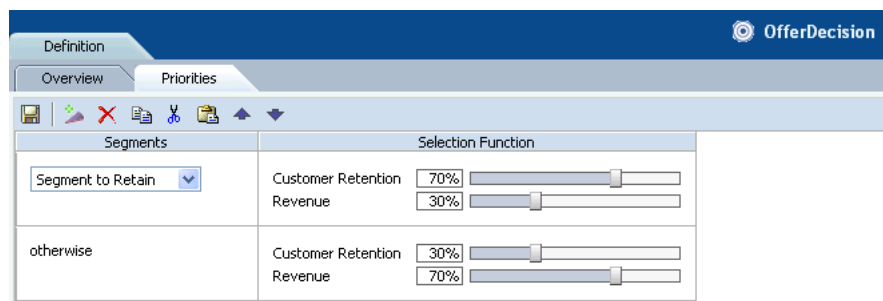 OfferDecision
Definition
Overview Priorities
Segments Selection Function
Segment to Retain Customer Retention 70%
Revenue 30%
otherwise Customer Retention 30%
Revenue 70%